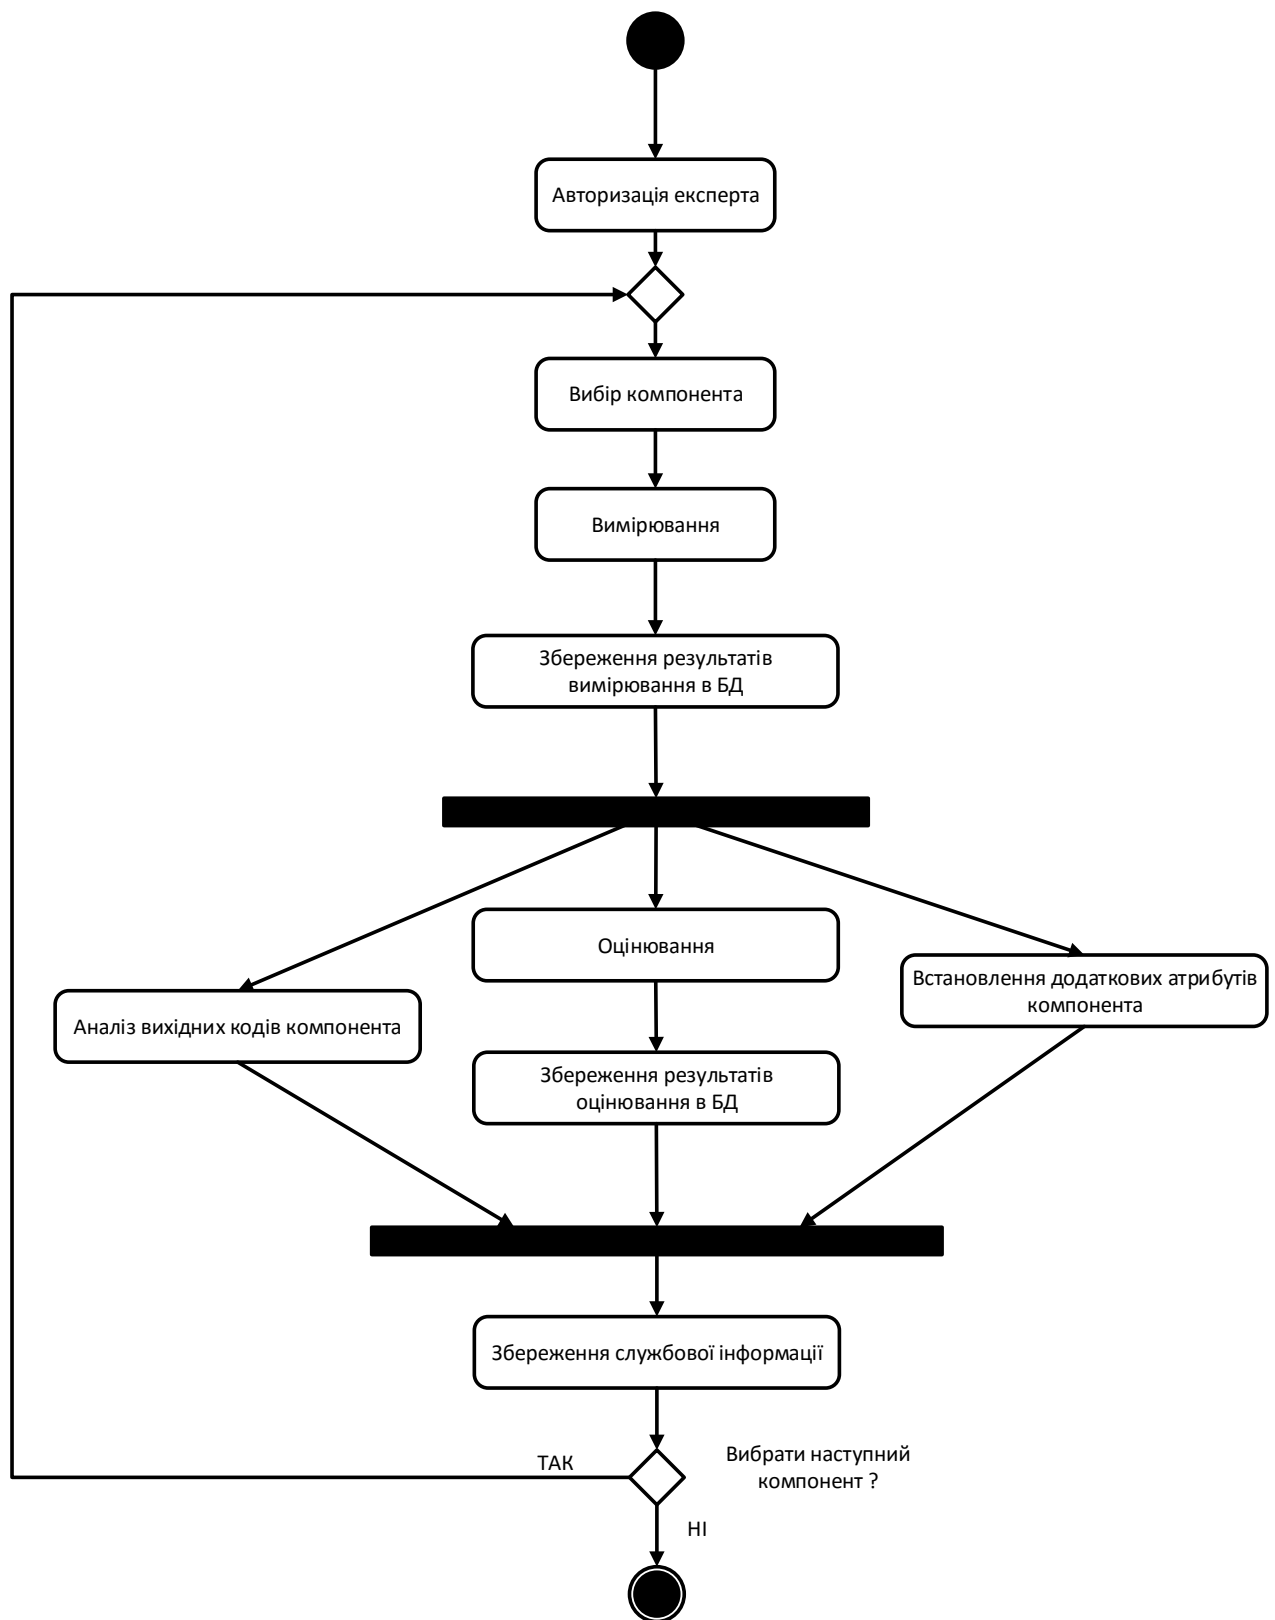 Авторизація експерта
Вибір компонента
Вимірювання
Збереження результатів
вимірювання в БД
Оцінювання
Встановлення додаткових атрибутів
компонента
Аналіз вихідних кодів компонента
Збереження результатів
оцінювання в БД
Збереження службової інформації
ТАК
Вибрати наступний
компонент ?
НІ